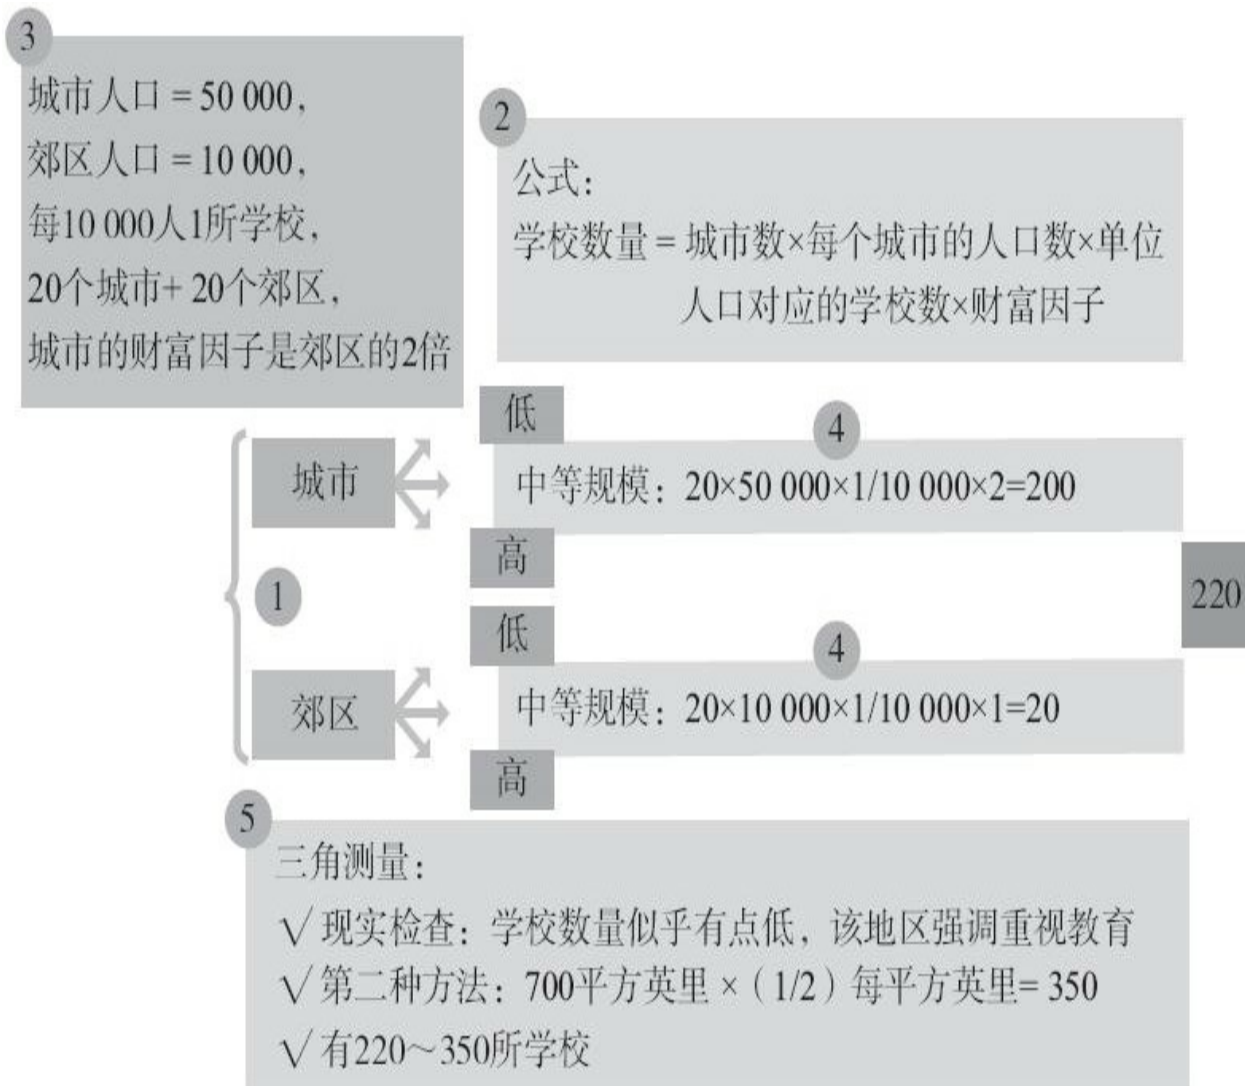 3
城市人口 = 50 000，
郊区人口 = 10 000，
每10 000人1所学校，
20个城市+ 20个郊区，
城市的财富因子是郊区的2倍
2
公式：
学校数量 = 城市数×每个城市的人口数×单位
人口对应的学校数×财富因子
低
4
城市
中等规模：20×50 000×1/10 000×2=200
高
1
220
低
4
郊区
中等规模：20×10 000×1/10 000×1=20
高
5
三角测量：
√ 现实检查：学校数量似乎有点低，该地区强调重视教育
√ 第二种方法：700平方英里 ×（1/2）每平方英里= 350
√ 有220～350所学校